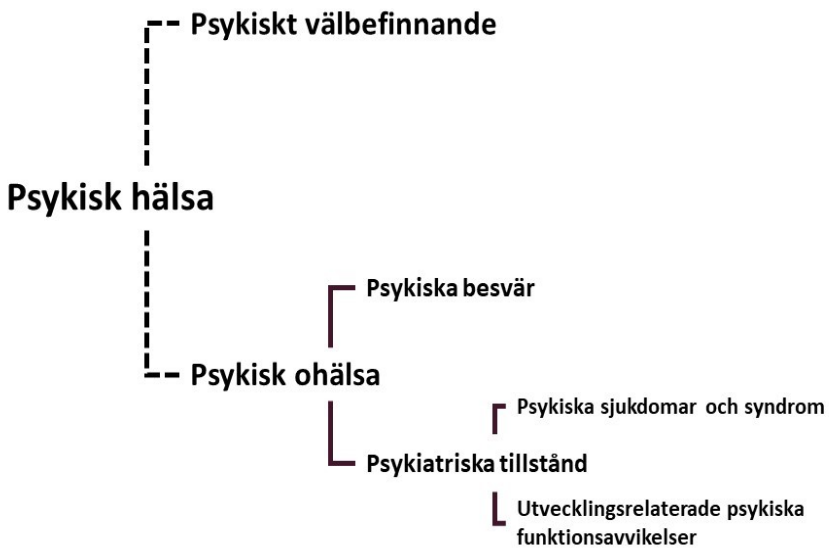 Psykiskt välbefinnande
Psykisk hälsa
Psykiska besvär
Psykisk ohälsa
Psykiska sjukdomar och syndrom
Psykiatriska tillstånd
Utvecklingsrelaterade psykiska
funktionsavvikelser